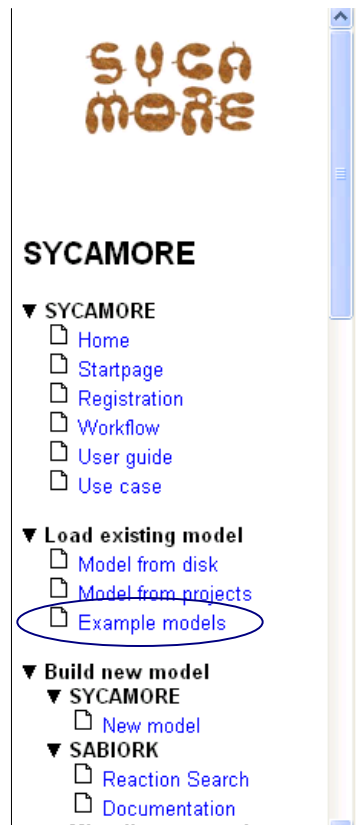 SYCA
MORE
SYCAMORE
SYCAMORE
Home
Startpage
Registration
Workflow
User guide
Use case
Load existing model
Model from disk
Model from projects
Example models
Build new model
SYCAMORE
New model
SABIORK
Reaction Search
Documentation